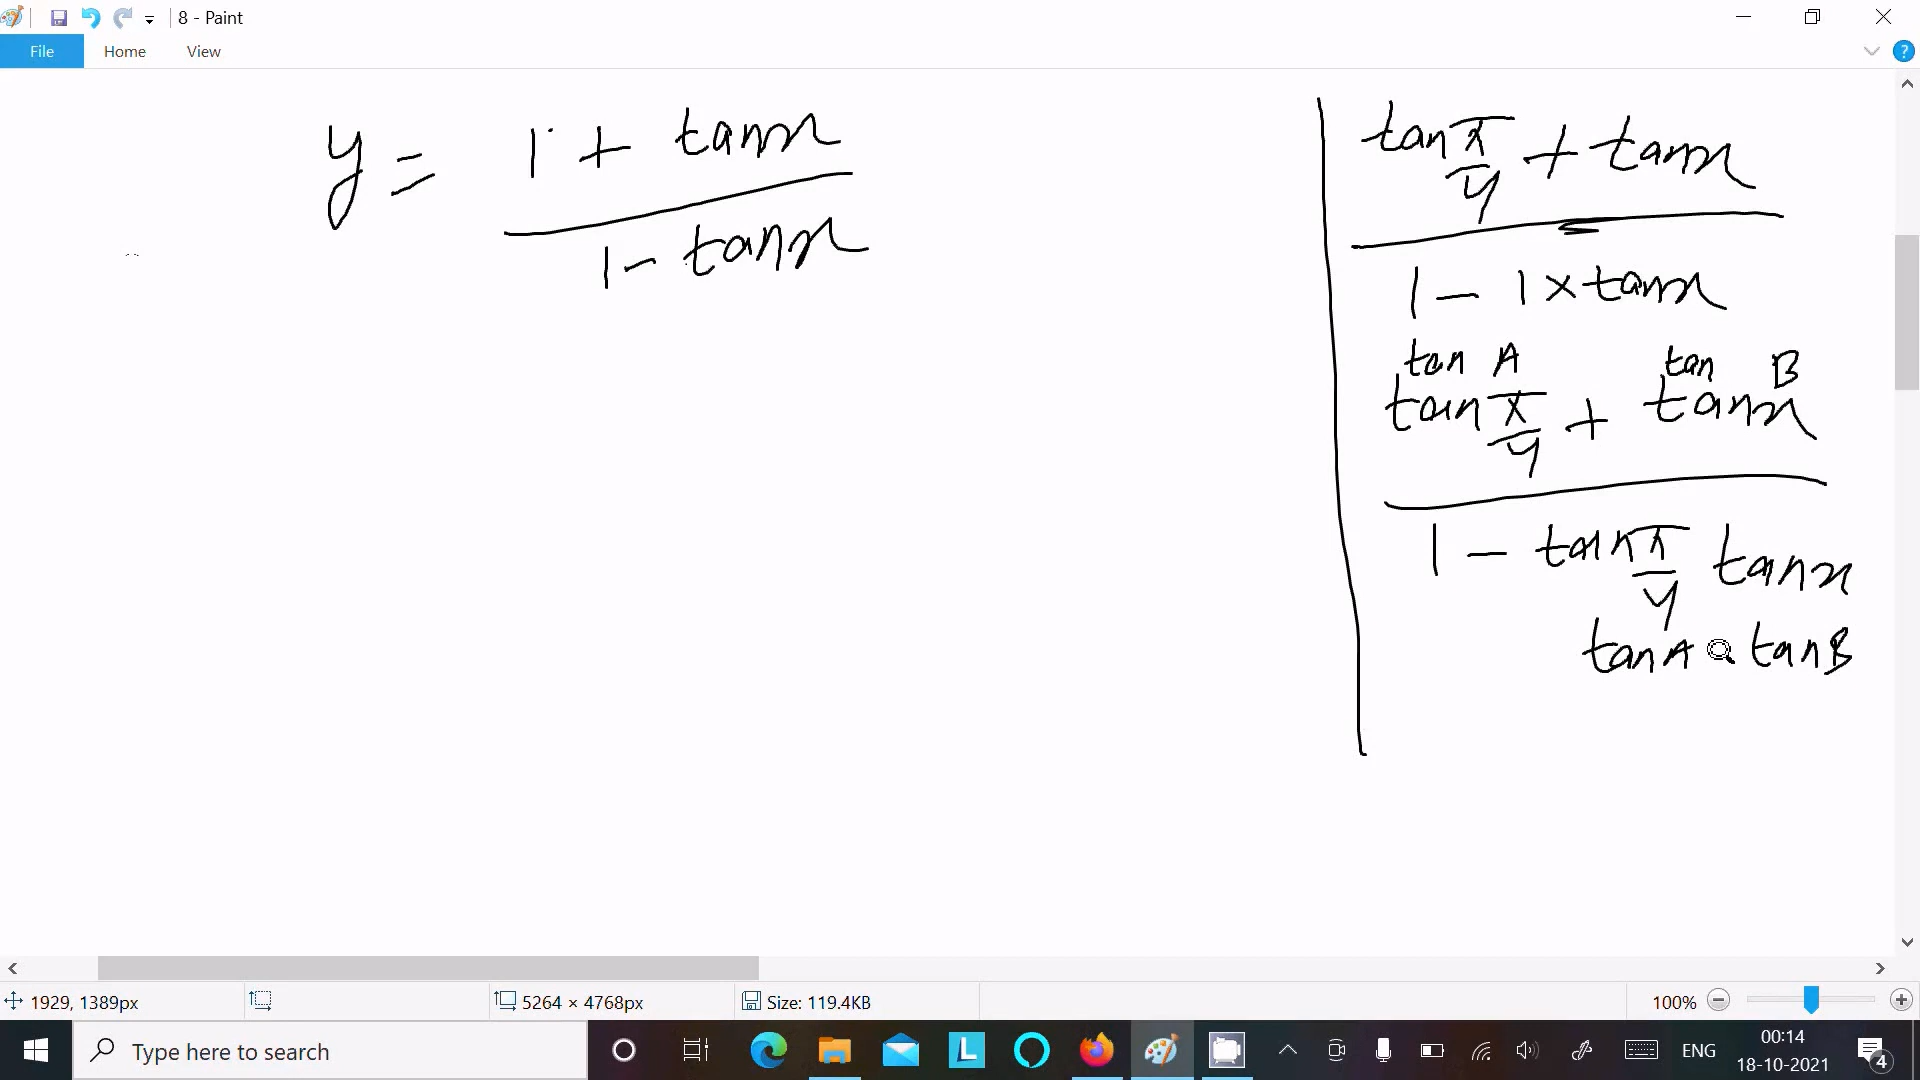 8 - Paint
File Home View
y = 1 + tanx
1 - tanx
tan π/4 + tanx
1 - 1 × tanx
tan A tan B
tan π/4 + tanx
1 - tan π/4 tanx
tanA tanB
1929, 1389px 5264 × 4768px Size: 119.4KB 100%
Type here to search
L
ENG
00:14
18-10-2021
4